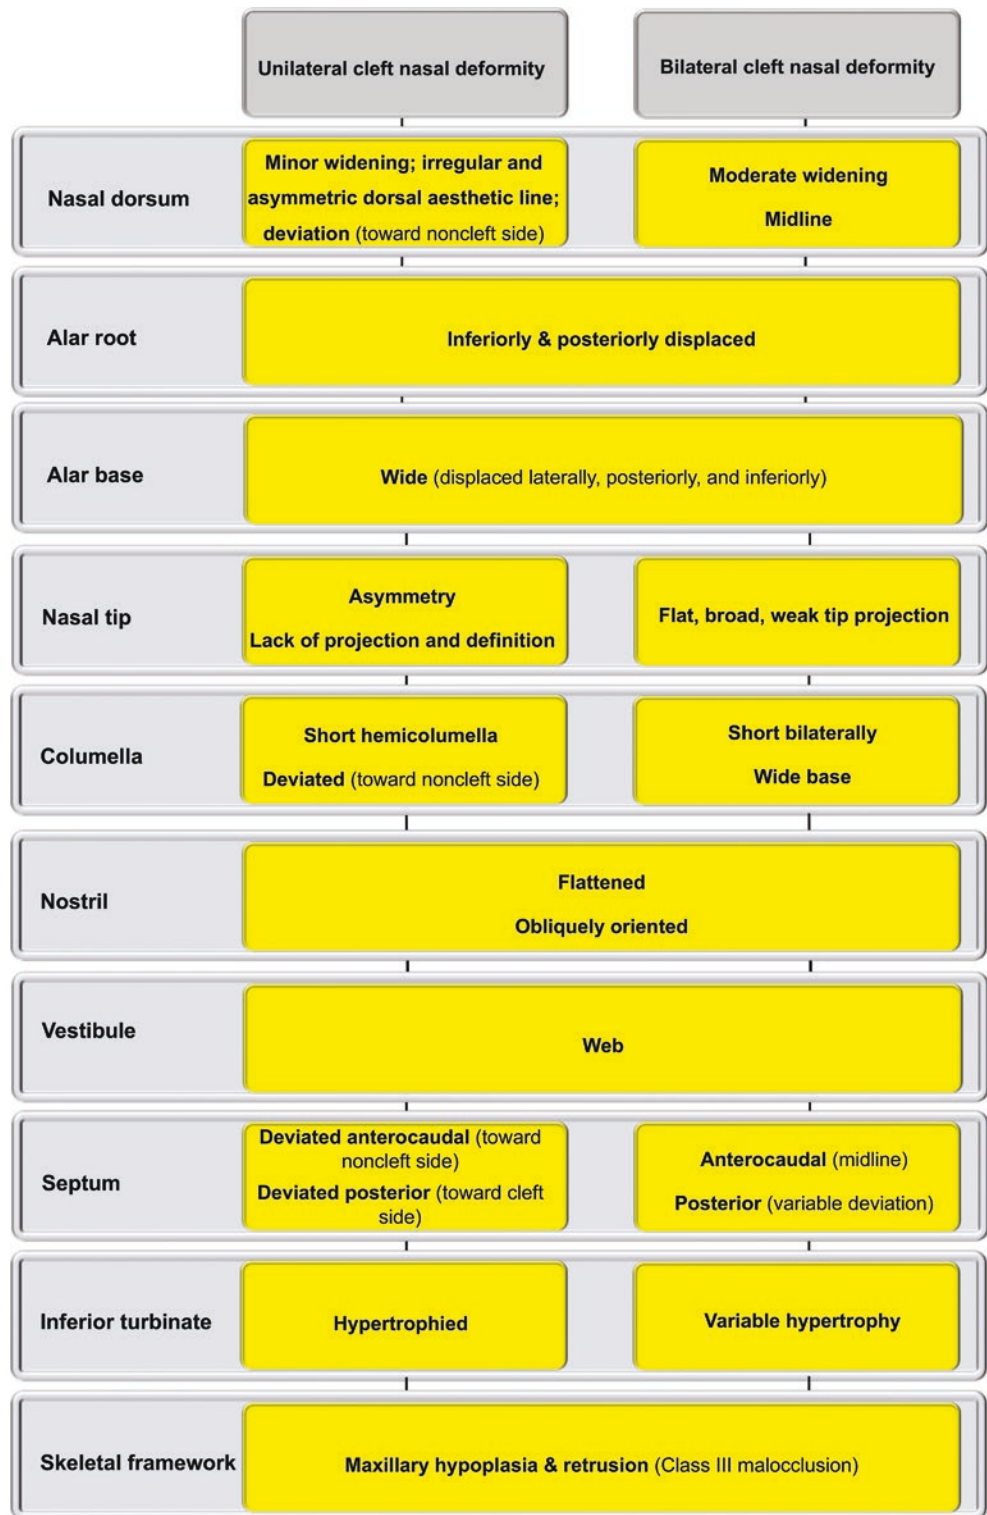 Unilateral cleft nasal deformity
Bilateral cleft nasal deformity
Nasal dorsum
Minor widening; irregular and
asymmetric dorsal aesthetic line;
deviation (toward noncleft side)
Moderate widening
Midline
Alar root
Inferiorly & posteriorly displaced
Alar base
Wide (displaced laterally, posteriorly, and inferiorly)
Nasal tip
Asymmetry
Lack of projection and definition
Flat, broad, weak tip projection
Columella
Short hemicolumella
Deviated (toward noncleft side)
Short bilaterally
Wide base
Nostril
Flattened
Obliquely oriented
Vestibule
Web
Septum
Deviated anterocaudal (toward
noncleft side)
Deviated posterior (toward cleft
side)
Anterocaudal (midline)
Posterior (variable deviation)
Inferior turbinate
Hypertrophied
Variable hypertrophy
Skeletal framework
Maxillary hypoplasia & retrusion (Class III malocclusion)